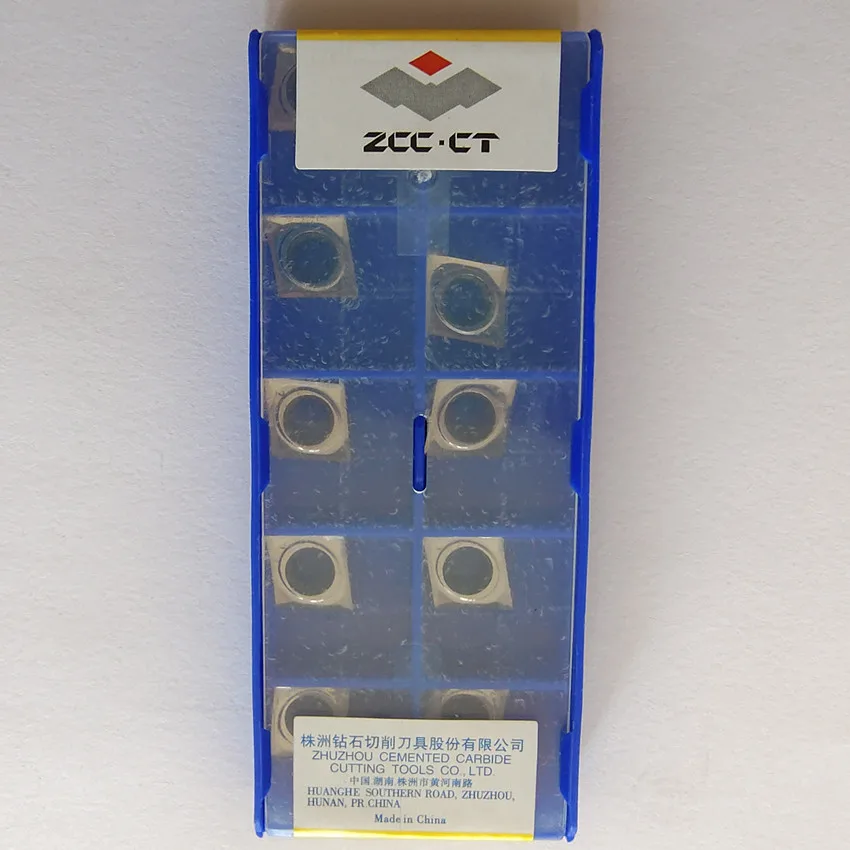 ZCC·CT
株洲钻石切削刀具股份有限公司
ZHUZHOU CEMENTED CARBIDE
CUTTING TOOLS CO., LTD.
中国.湖南.株洲市黄河南路
HUANGHE SOUTHERN ROAD, ZHUZHOU,
HUNAN, PR.CHINA
Made in China